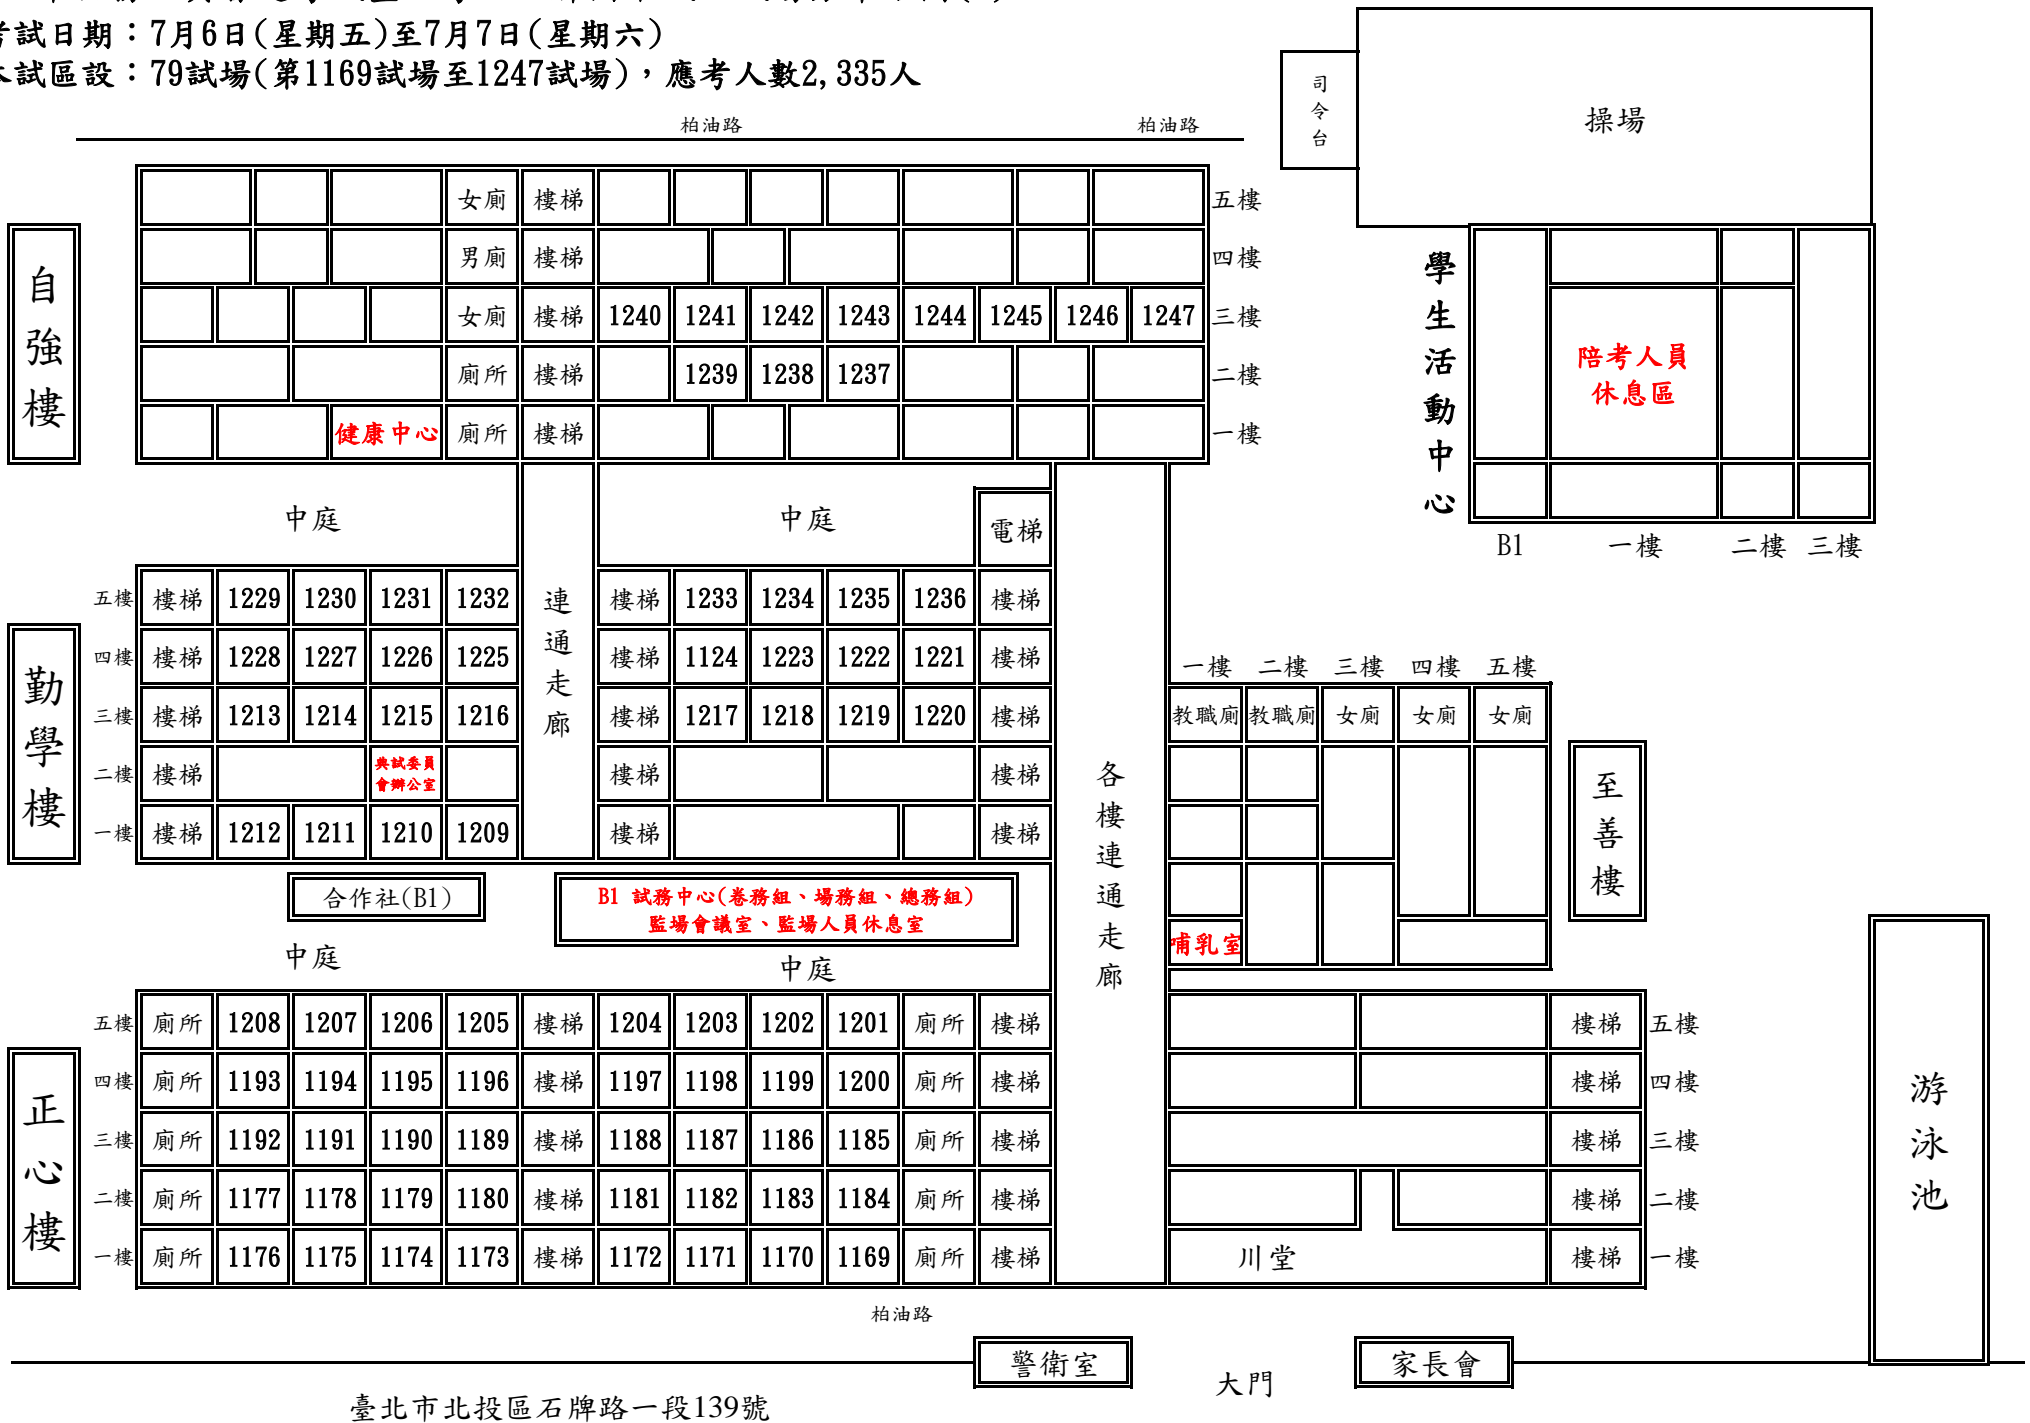 考試日期：7月6日(星期五)至7月7日(星期六)
本試區設：79試場(第1169試場至1247試場)，應考人數2,335人
司令台
操場
柏油路 柏油路
自強樓
女廁 樓梯 五樓
男廁 樓梯 四樓
女廁 樓梯 1240 1241 1242 1243 1244 1245 1246 1247 三樓
廁所 樓梯 1239 1238 1237 二樓
健康中心 廁所 樓梯 一樓
學生活動中心
陪考人員
休息區
B1 一樓 二樓 三樓
中庭 中庭 電梯
勤學樓
連通走廊
五樓 樓梯 1229 1230 1231 1232 樓梯 1233 1234 1235 1236 樓梯
四樓 樓梯 1228 1227 1226 1225 樓梯 1124 1223 1222 1221 樓梯
三樓 樓梯 1213 1214 1215 1216 樓梯 1217 1218 1219 1220 樓梯
二樓 樓梯 典試委員 樓梯 樓梯
會辦公室
一樓 樓梯 1212 1211 1210 1209 樓梯 樓梯
各樓連通走廊
一樓 二樓 三樓 四樓 五樓
教職廁 教職廁 女廁 女廁 女廁
哺乳室
至善樓
合作社(B1)
B1 試務中心(卷務組、場務組、總務組)
監場會議室、監場人員休息室
中庭 中庭
正心樓
五樓 廁所 1208 1207 1206 1205 樓梯 1204 1203 1202 1201 廁所 樓梯 樓梯 五樓
四樓 廁所 1193 1194 1195 1196 樓梯 1197 1198 1199 1200 廁所 樓梯 樓梯 四樓
三樓 廁所 1192 1191 1190 1189 樓梯 1188 1187 1186 1185 廁所 樓梯 樓梯 三樓
二樓 廁所 1177 1178 1179 1180 樓梯 1181 1182 1183 1184 廁所 樓梯 樓梯 二樓
一樓 廁所 1176 1175 1174 1173 樓梯 1172 1171 1170 1169 廁所 樓梯 川堂 樓梯 一樓
游泳池
柏油路
警衛室 大門 家長會
臺北市北投區石牌路一段139號